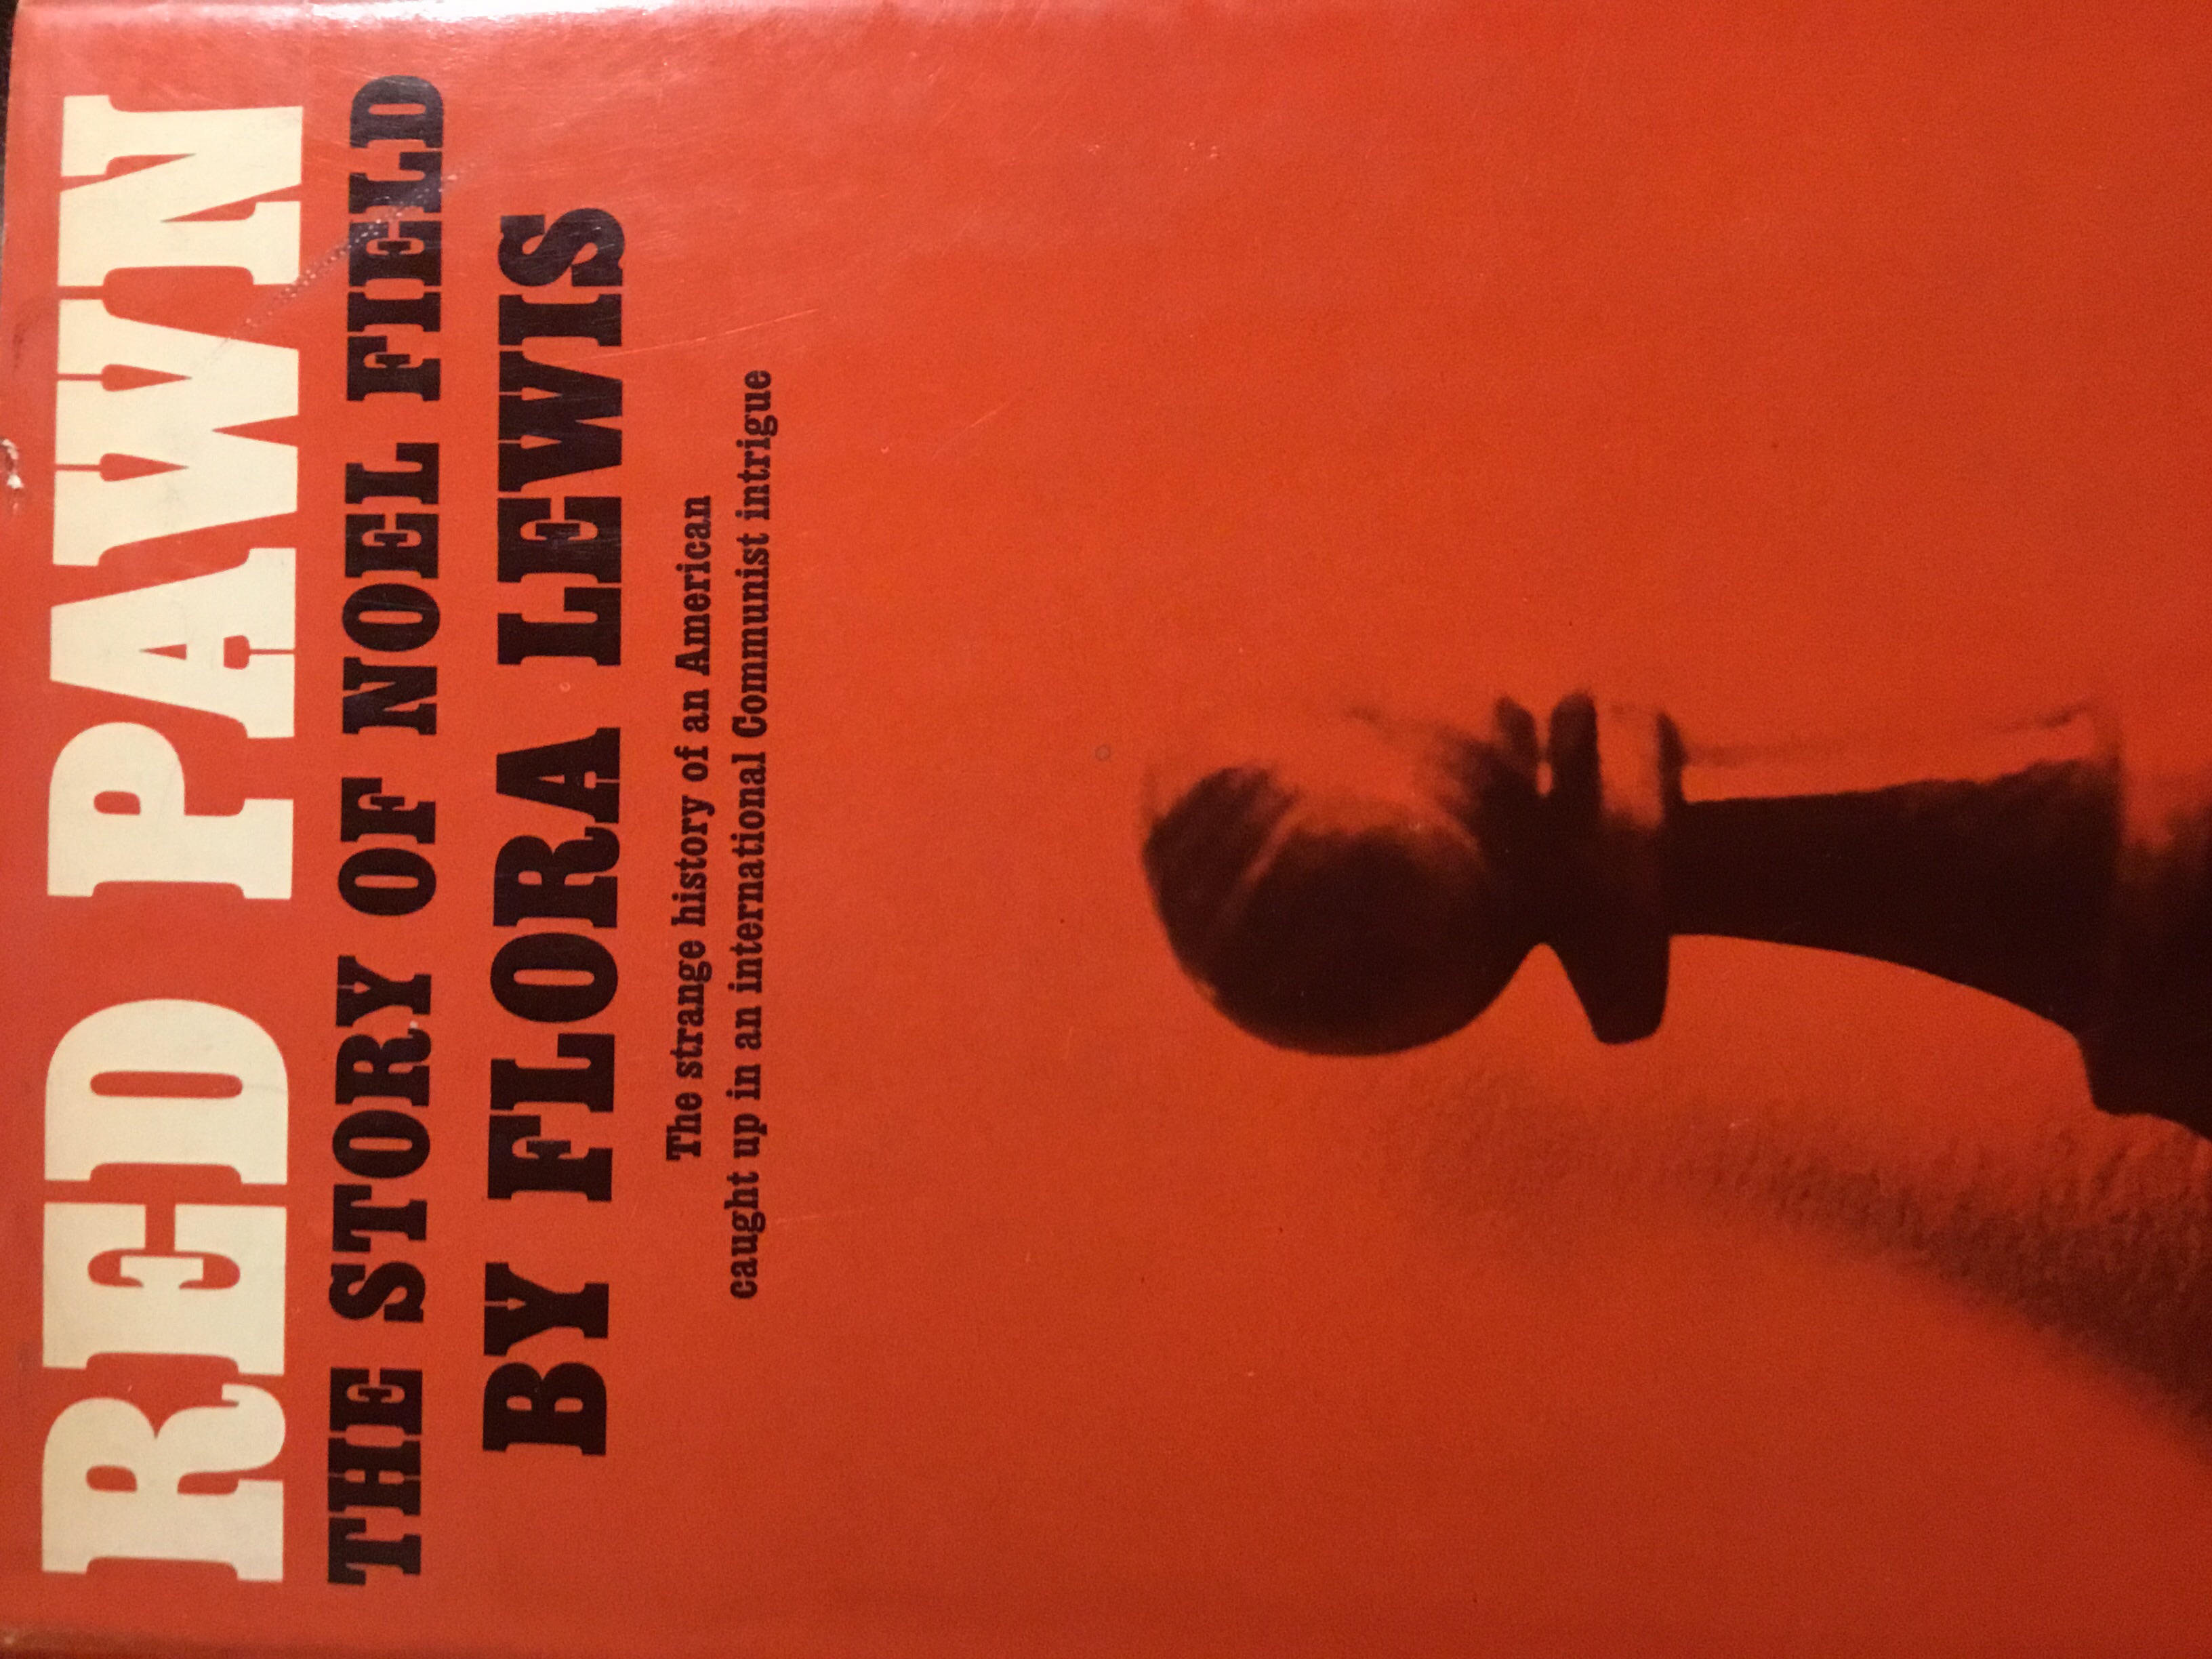 RED PAWN
THE STORY OF NOEL FIELD
BY FLORA LEWIS
The strange history of an American
caught up in an international Communist intrigue